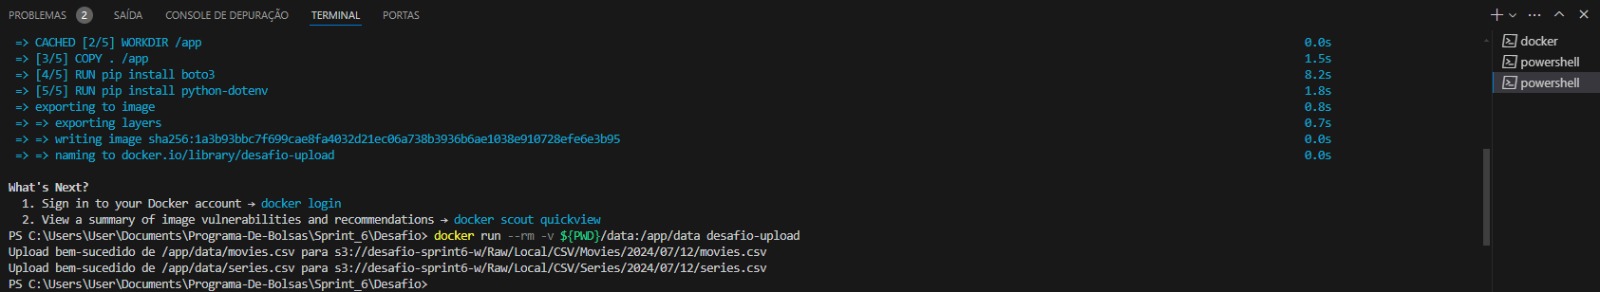 PROBLEMAS 2 SAÍDA CONSOLE DE DEPURAÇÃO TERMINAL PORTAS
=> CACHED [2/5] WORKDIR /app 0.0s
=> [3/5] COPY . /app 1.5s
=> [4/5] RUN pip install boto3 8.2s
=> [5/5] RUN pip install python-dotenv 1.8s
=> exporting to image 0.8s
=> => exporting layers 0.7s
=> => writing image sha256:1a3b93bbc7f699cae8fa4032d21ec06a738b3936b6ae1038e910728efe6e3b95 0.0s
=> => naming to docker.io/library/desafio-upload 0.0s
What's Next?
1. Sign in to your Docker account → docker login
2. View a summary of image vulnerabilities and recommendations → docker scout quickview
PS C:\Users\User\Documents\Programa-De-Bolsas\Sprint_6\Desafio> docker run --rm -v ${PWD}/data:/app/data desafio-upload
Upload bem-sucedido de /app/data/movies.csv para s3://desafio-sprint6-w/Raw/Local/CSV/Movies/2024/07/12/movies.csv
Upload bem-sucedido de /app/data/series.csv para s3://desafio-sprint6-w/Raw/Local/CSV/Series/2024/07/12/series.csv
PS C:\Users\User\Documents\Programa-De-Bolsas\Sprint_6\Desafio>
docker
powershell
powershell